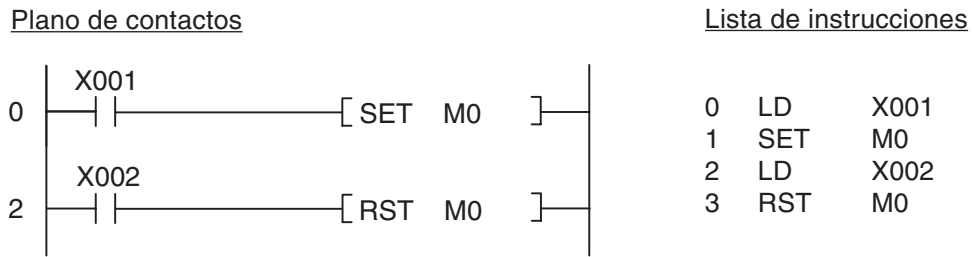 Plano de contactos
X001
0 SET M0
X002
2 RST M0
Lista de instrucciones
0 LD X001
1 SET M0
2 LD X002
3 RST M0